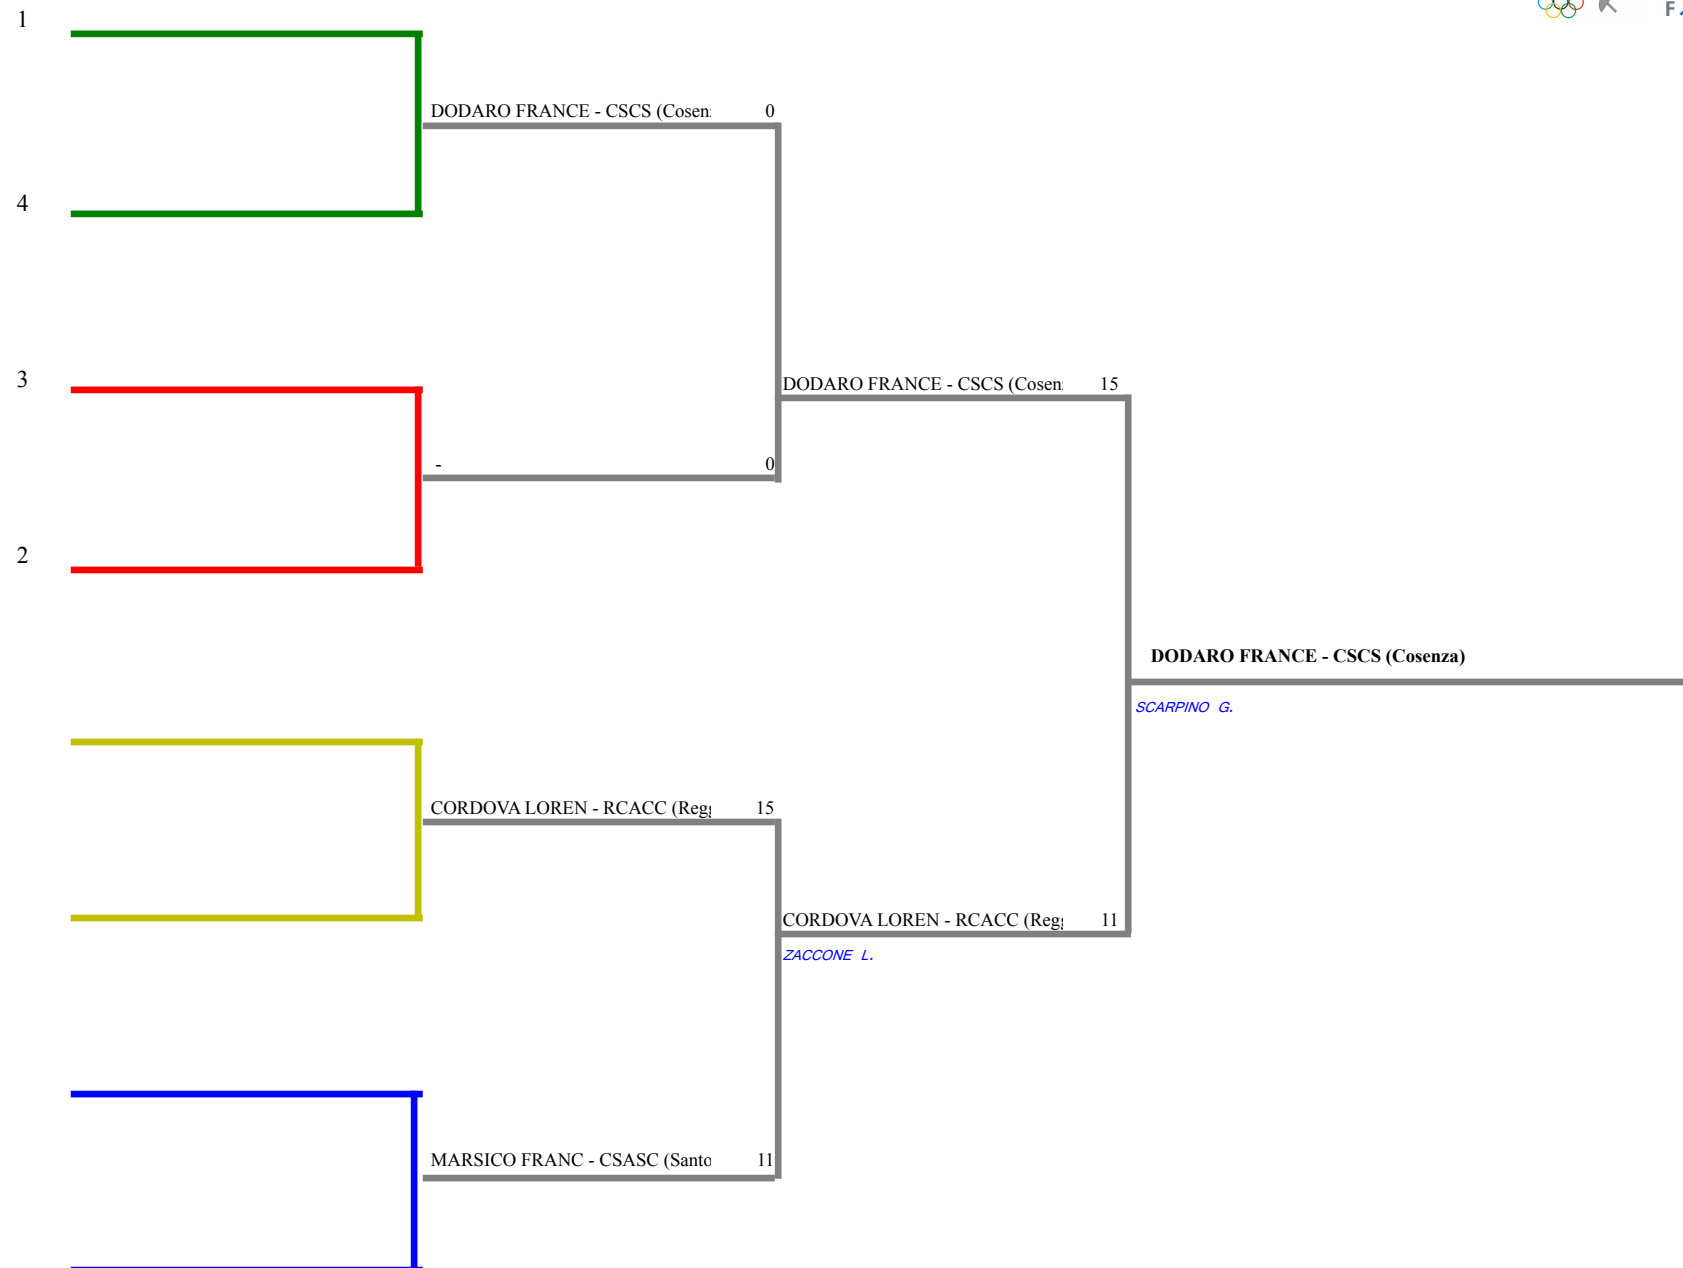 1
DODARO FRANCE - CSCS (Cosen 0
4
3
DODARO FRANCE - CSCS (Cosen 15
- 0
2
DODARO FRANCE - CSCS (Cosenza)
SCARPINO G.
CORDOVA LOREN - RCACC (Reg 15
CORDOVA LOREN - RCACC (Reg 11
ZACCONE L.
MARSICO FRANC - CSASC (Santo 11
F